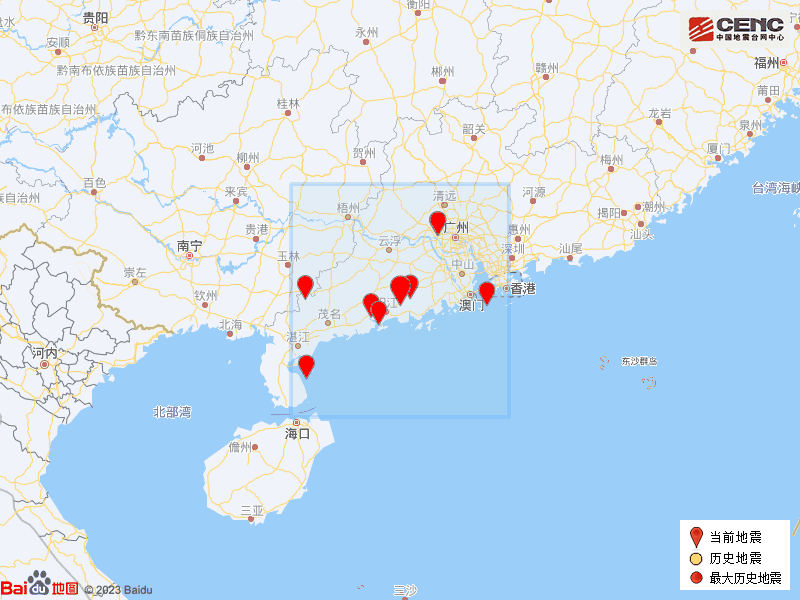 衡阳
贵阳
CENC
中国地震台网中心
安顺
黔东南苗族侗族自治州
永州
福州
黔南布依族苗族自治州
郴州
赣州
莆田
布依族苗族自治州
桂林
龙岩
泉州
韶关
河池
柳州
贺州
梅州
厦门
百色
来宾
清远
河源
台湾海峡
族自治州
梧州
揭阳
潮州
贵港
广州
惠州
汕头
南宁
云浮
深圳
汕尾
玉林
中山
崇左
香港
钦州
阳江
澳门
茂名
北海
湛江
河内
东沙群岛
北部湾
海口
儋州
三亚
当前地震
历史地震
最大历史地震
Bai du 地图 © 2023 Baidu
三沙